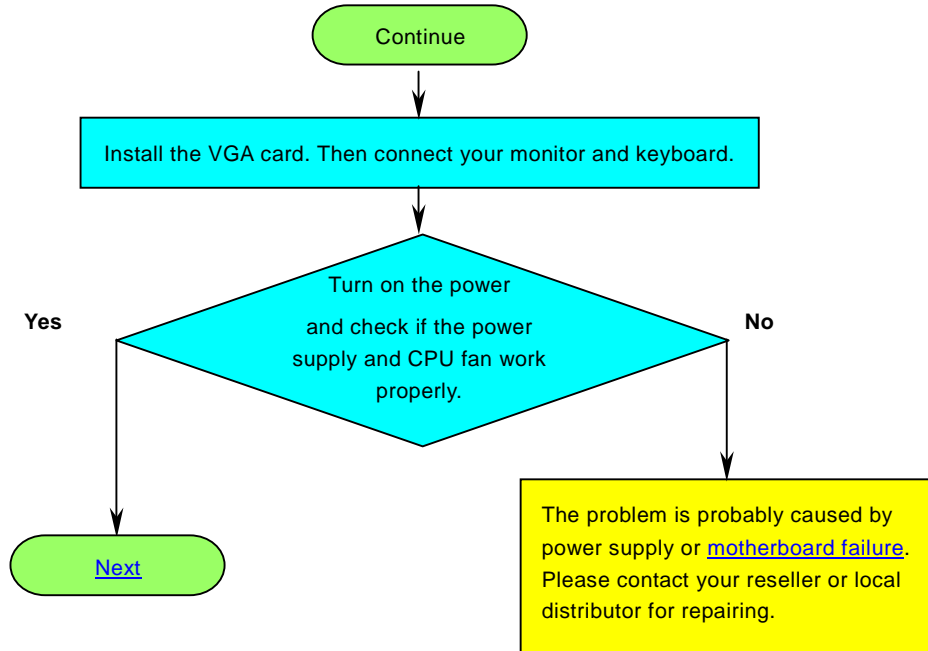 Continue
Install the VGA card. Then connect your monitor and keyboard.
Turn on the power
and check if the power
supply and CPU fan work
properly.
Yes
No
Next
The problem is probably caused by
power supply or motherboard failure.
Please contact your reseller or local
distributor for repairing.